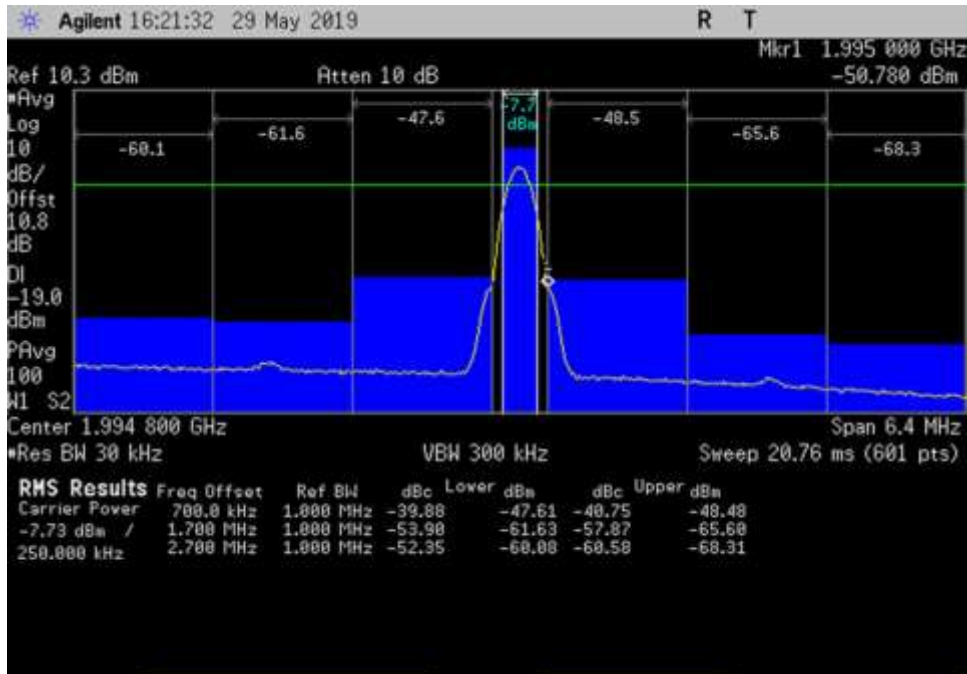 Agilent 16:21:32 29 May 2019 R T
Mkr1 1.995 000 GHz
Ref 10.3 dBm Atten 10 dB -50.780 dBm
#Avg
Log
10
dB/
Offst
10.8
dB
DI
-19.0
dBm
PAvg
100
W1 S2
-60.1 -61.6 -47.6 -7.7 dBm -48.5 -65.6 -68.3
1
Center 1.994 800 GHz Span 6.4 MHz
#Res BW 30 kHz VBW 300 kHz Sweep 20.76 ms (601 pts)
RMS Results Freq Offset Ref BW dBc Lower dBm dBc Upper dBm
Carrier Power 700.0 kHz 1.000 MHz -39.88 -47.61 -40.75 -48.48
-7.73 dBm / 1.700 MHz 1.000 MHz -53.90 -61.63 -57.87 -65.60
250.000 kHz 2.700 MHz 1.000 MHz -52.35 -60.08 -60.58 -68.31